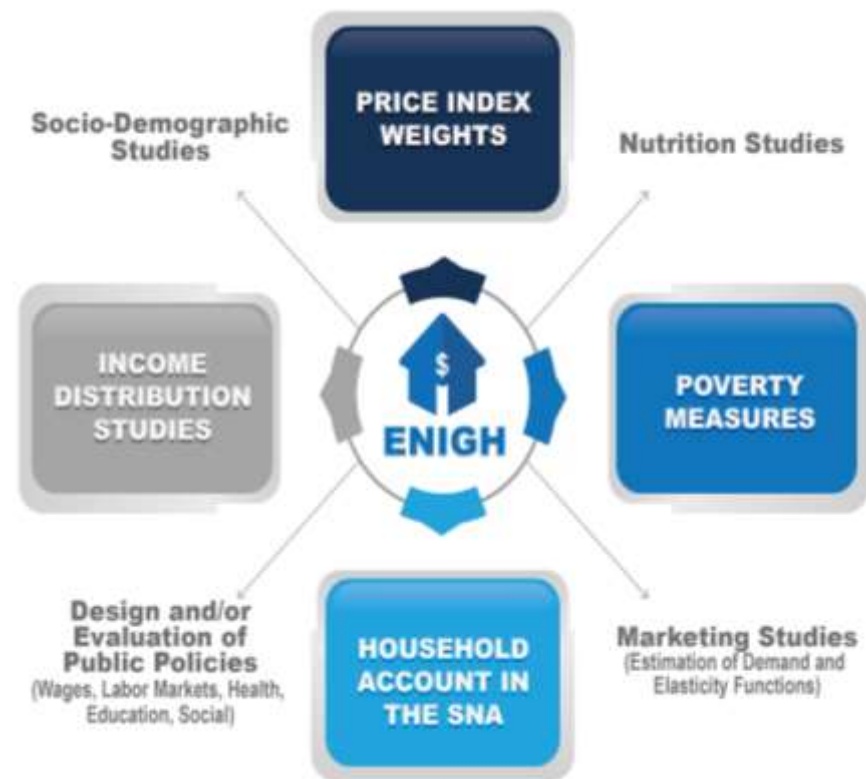 PRICE INDEX
WEIGHTS
Socio-Demographic
Studies
Nutrition Studies
INCOME
DISTRIBUTION
STUDIES
$
ENIGH
POVERTY
MEASURES
Design and/or
Evaluation of
Public Policies
(Wages, Labor Markets, Health,
Education, Social)
HOUSEHOLD
ACCOUNT IN
THE SNA
Marketing Studies
(Estimation of Demand and
Elasticity Functions)